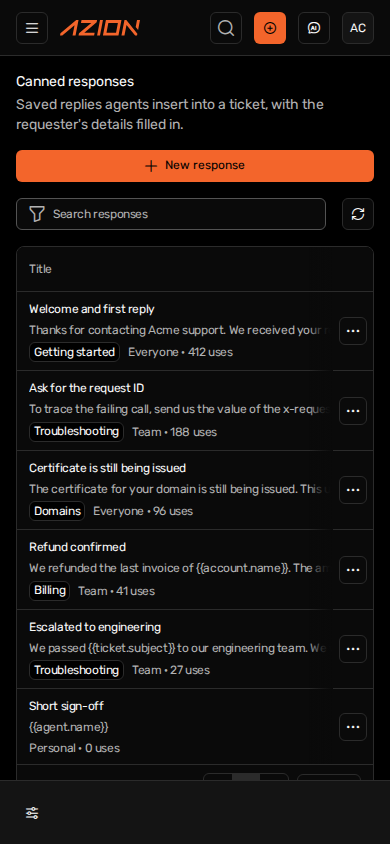 AZION
AI
AC
Canned responses
Saved replies agents insert into a ticket, with the
requester's details filled in.
New response
Search responses
Title
Welcome and first reply
Thanks for contacting Acme support. We received your
Getting started Everyone • 412 uses
Ask for the request ID
To trace the failing call, send us the value of the x-reque
Troubleshooting Team • 188 uses
Certificate is still being issued
The certificate for your domain is still being issued. This
Domains Everyone • 96 uses
Refund confirmed
We refunded the last invoice of {{account.name}}. The
Billing Team • 41 uses
Escalated to engineering
We passed {{ticket.subject}} to our engineering team. We
Troubleshooting Team • 27 uses
Short sign-off
{{agent.name}}
Personal • 0 uses